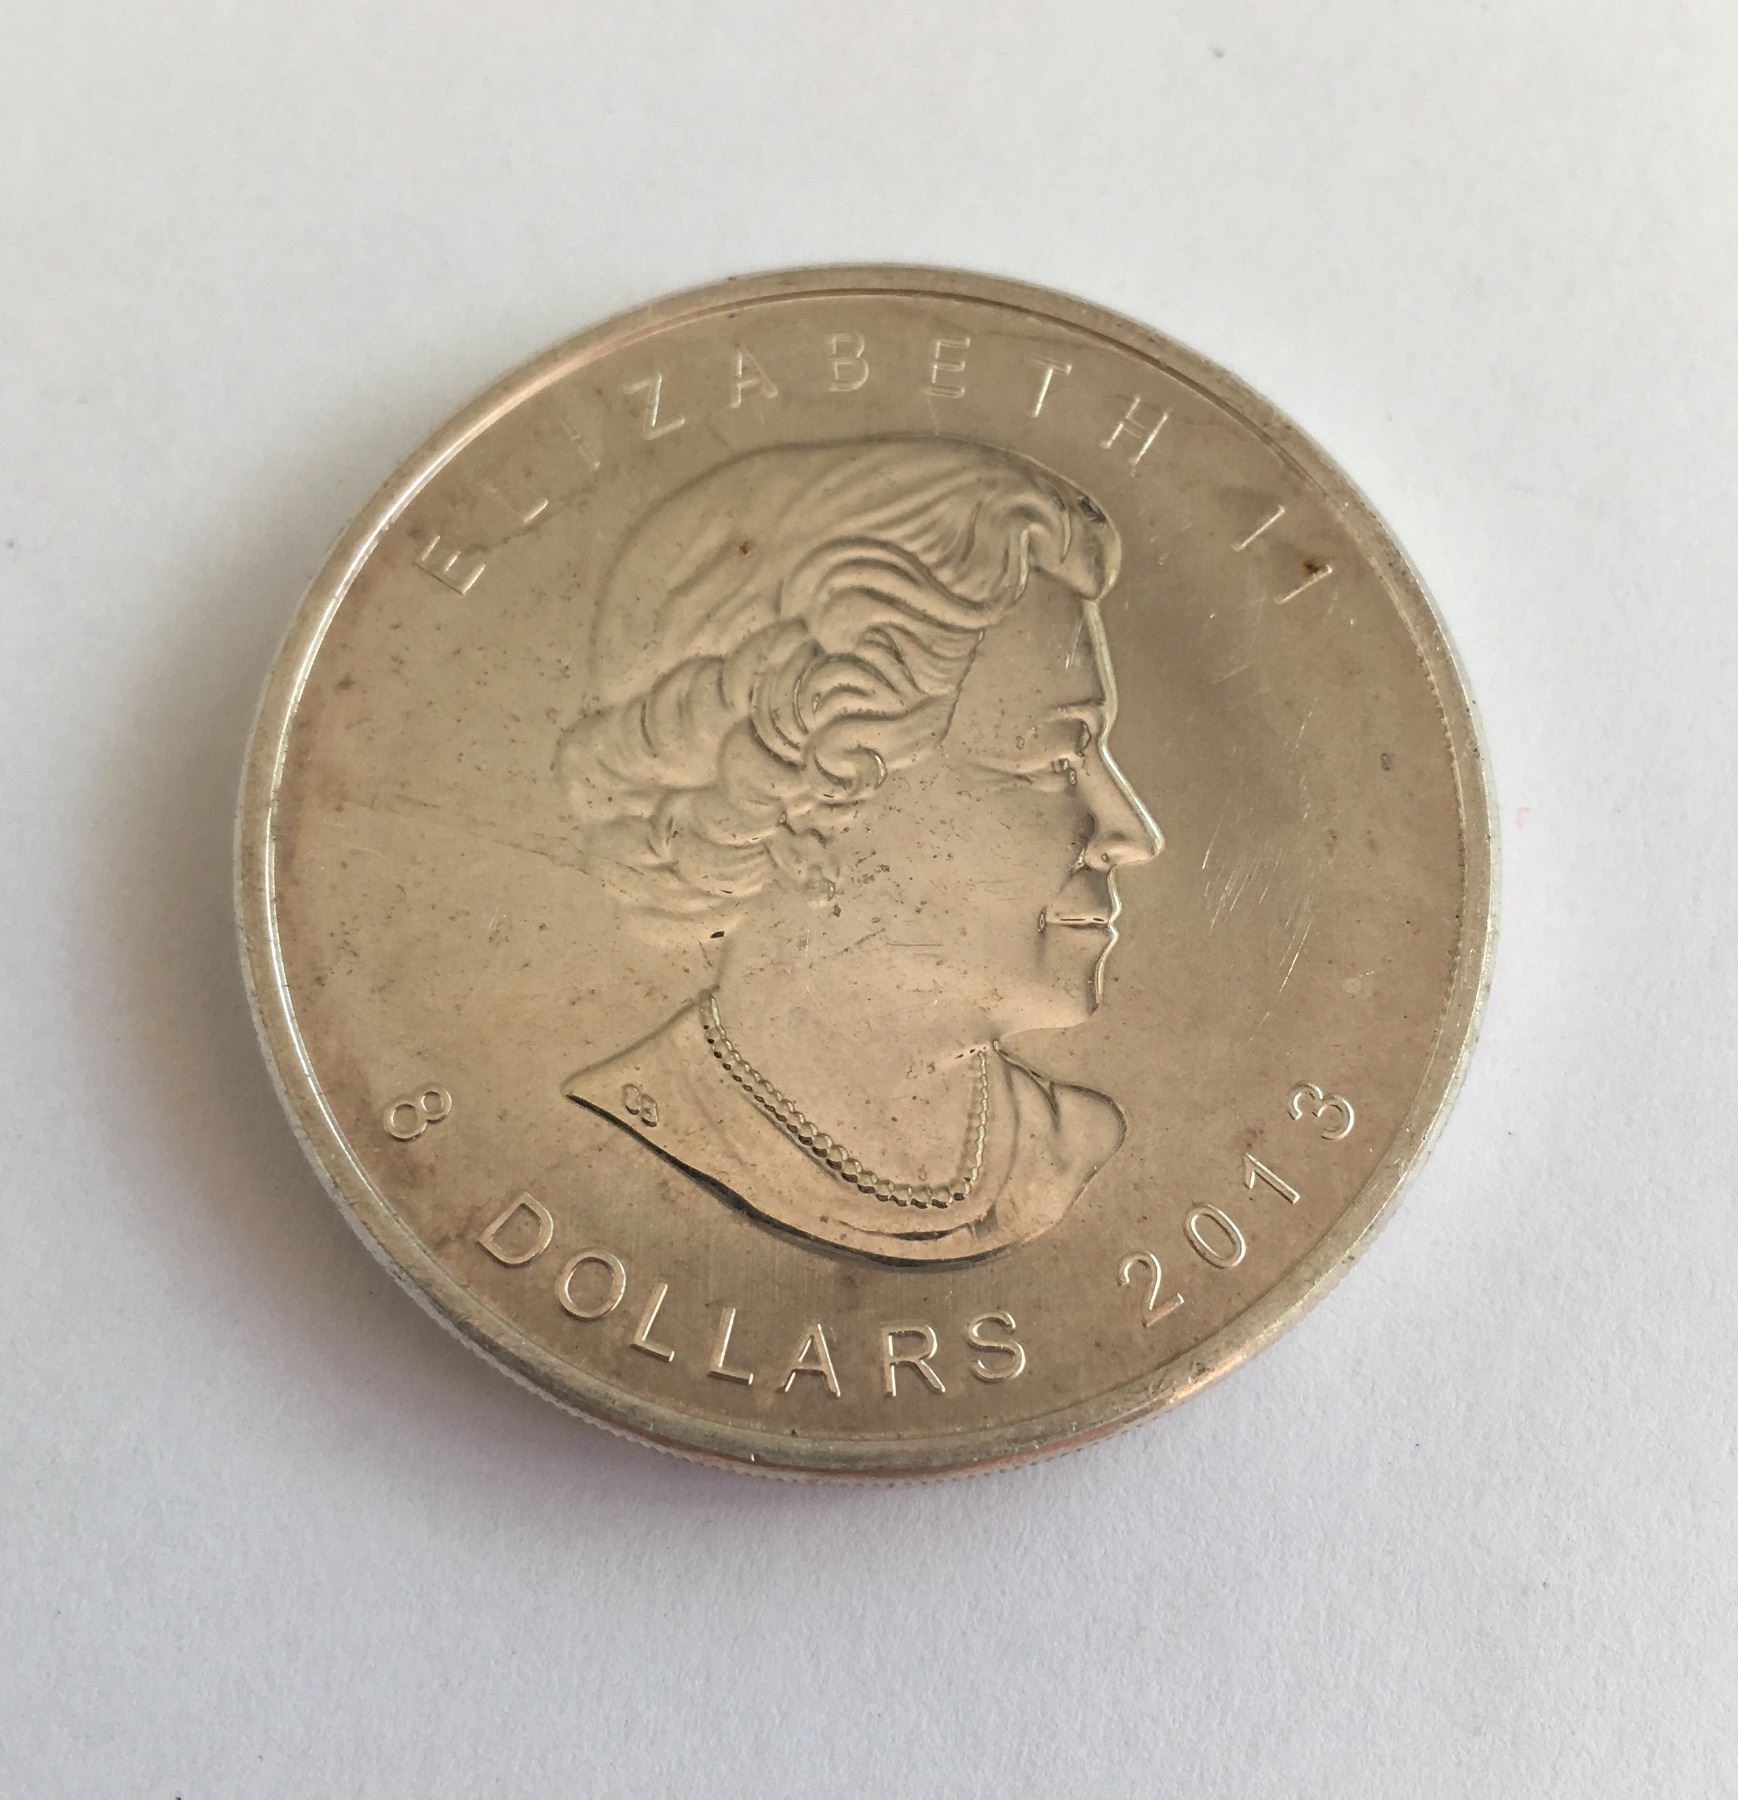 ELIZABETH II
8 DOLLARS 2013